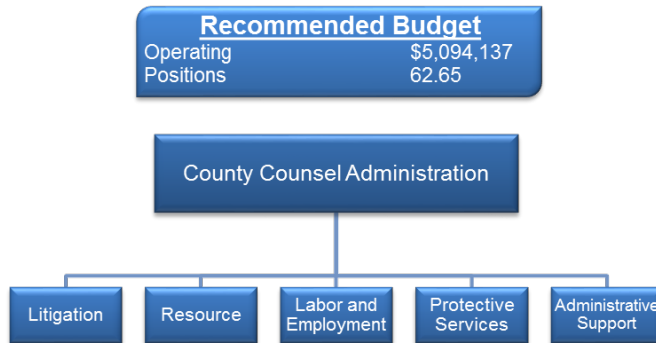 Recommended Budget
Operating $5,094,137
Positions 62.65
County Counsel Administration
Litigation
Resource
Labor and
Employment
Protective
Services
Administrative
Support